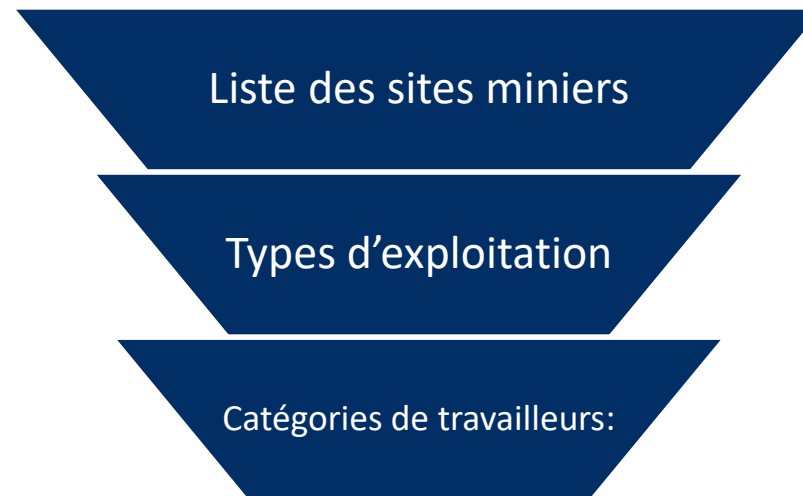 Liste des sites miniers
Types d’exploitation
Catégories de travailleurs: